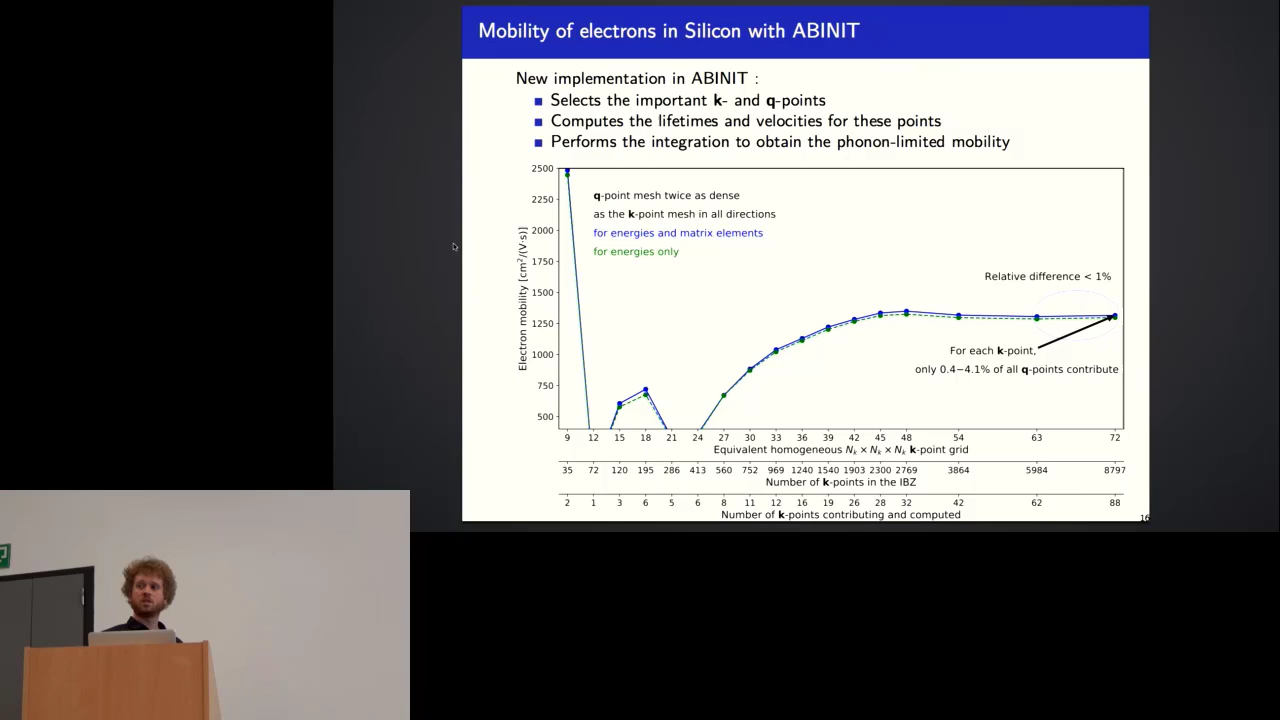 Mobility of electrons in Silicon with ABINIT
New implementation in ABINIT :
Selects the important k- and q-points
Computes the lifetimes and velocities for these points
Performs the integration to obtain the phonon-limited mobility
2500
2250
2000
1750
1500
1250
1000
750
500
Electron mobility [cm²/(V·s)]
q-point mesh twice as dense
as the k-point mesh in all directions
for energies and matrix elements
for energies only
Relative difference < 1%
For each k-point,
only 0.4−4.1% of all q-points contribute
9 12 15 18 21 24 27 30 33 36 39 42 45 48 54 63 72
Equivalent homogeneous Nₖ × Nₖ × Nₖ k-point grid
35 72 120 195 286 413 560 752 969 1240 1540 1903 2300 2769 3864 5984 8797
Number of k-points in the IBZ
2 1 3 6 5 6 8 11 12 16 19 26 28 32 42 62 88
Number of k-points contributing and computed
16